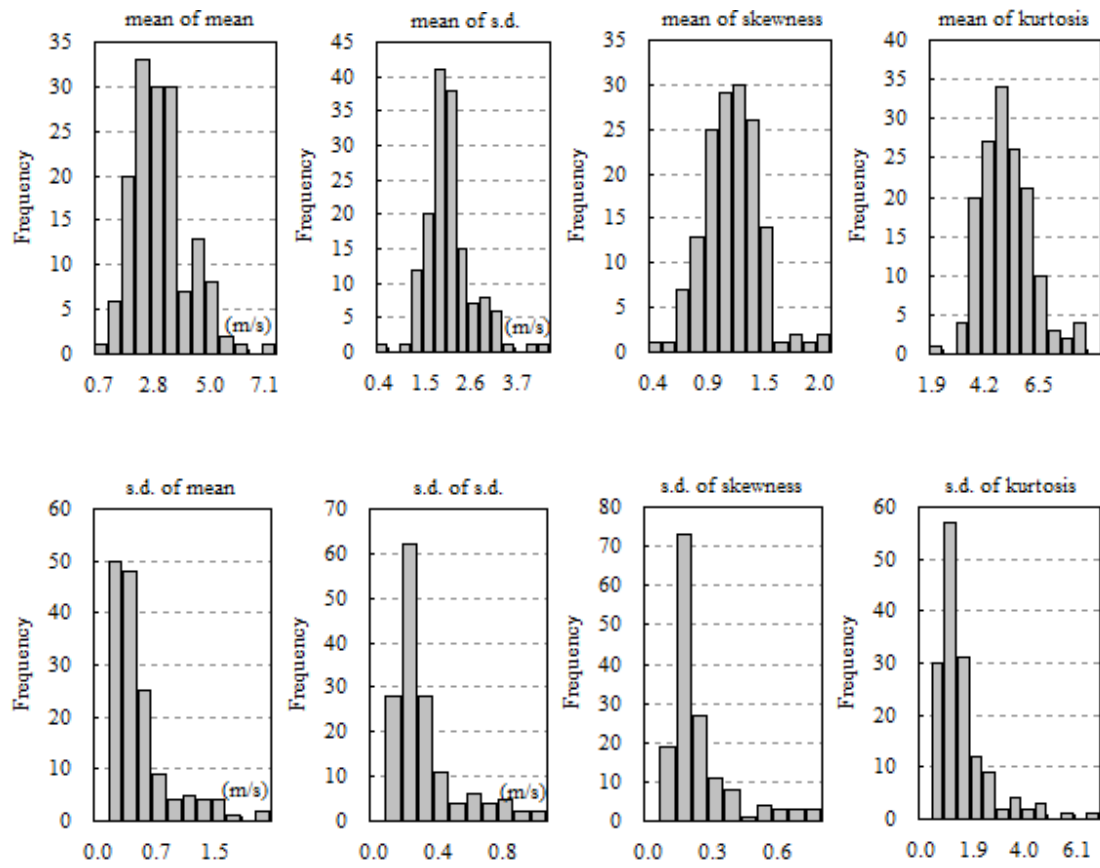 mean of mean
35
30
25
20
15
10
5
0
Frequency
(m/s)
0.7 2.8 5.0 7.1
mean of s.d.
45
40
35
30
25
20
15
10
5
0
Frequency
(m/s)
0.4 1.5 2.6 3.7
mean of skewness
35
30
25
20
15
10
5
0
Frequency
0.4 0.9 1.5 2.0
mean of kurtosis
40
35
30
25
20
15
10
5
0
Frequency
1.9 4.2 6.5
s.d. of mean
60
50
40
30
20
10
0
Frequency
(m/s)
0.0 0.7 1.5
s.d. of s.d.
70
60
50
40
30
20
10
0
Frequency
(m/s)
0.0 0.4 0.8
s.d. of skewness
80
70
60
50
40
30
20
10
0
Frequency
0.0 0.3 0.6
s.d. of kurtosis
60
50
40
30
20
10
0
Frequency
0.0 1.9 4.0 6.1